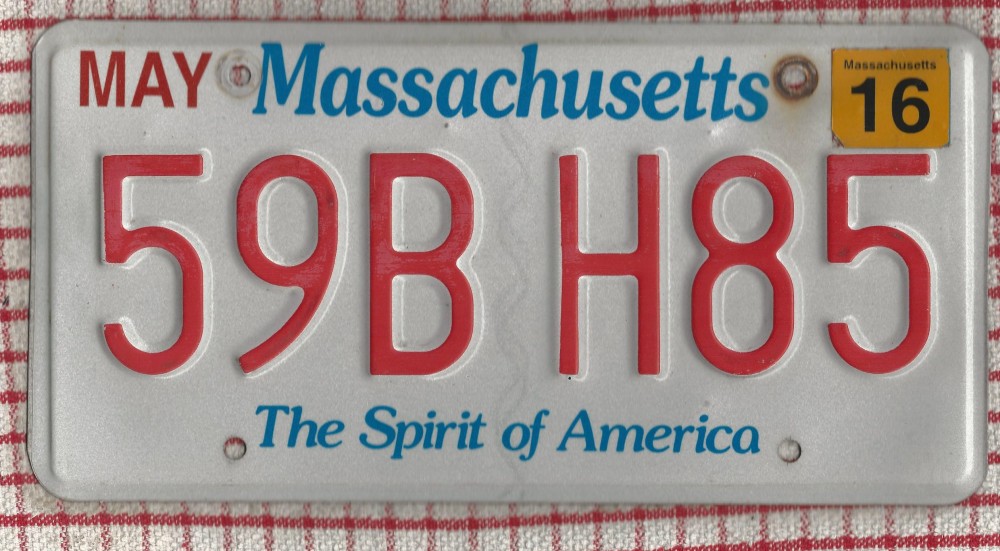 MAY Massachusetts
Massachusetts
16
59B H85
The Spirit of America